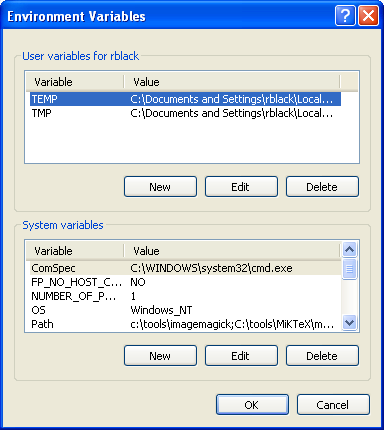 Environment Variables
User variables for rblack
Variable Value
TEMP C:\Documents and Settings\rblack\Local...
TMP C:\Documents and Settings\rblack\Local...
New Edit Delete
System variables
Variable Value
ComSpec C:\WINDOWS\system32\cmd.exe
FP_NO_HOST_C... NO
NUMBER_OF_P... 1
OS Windows_NT
Path c:\tools\imagemagick;C:\tools\MiKTeX\m...
New Edit Delete
OK Cancel